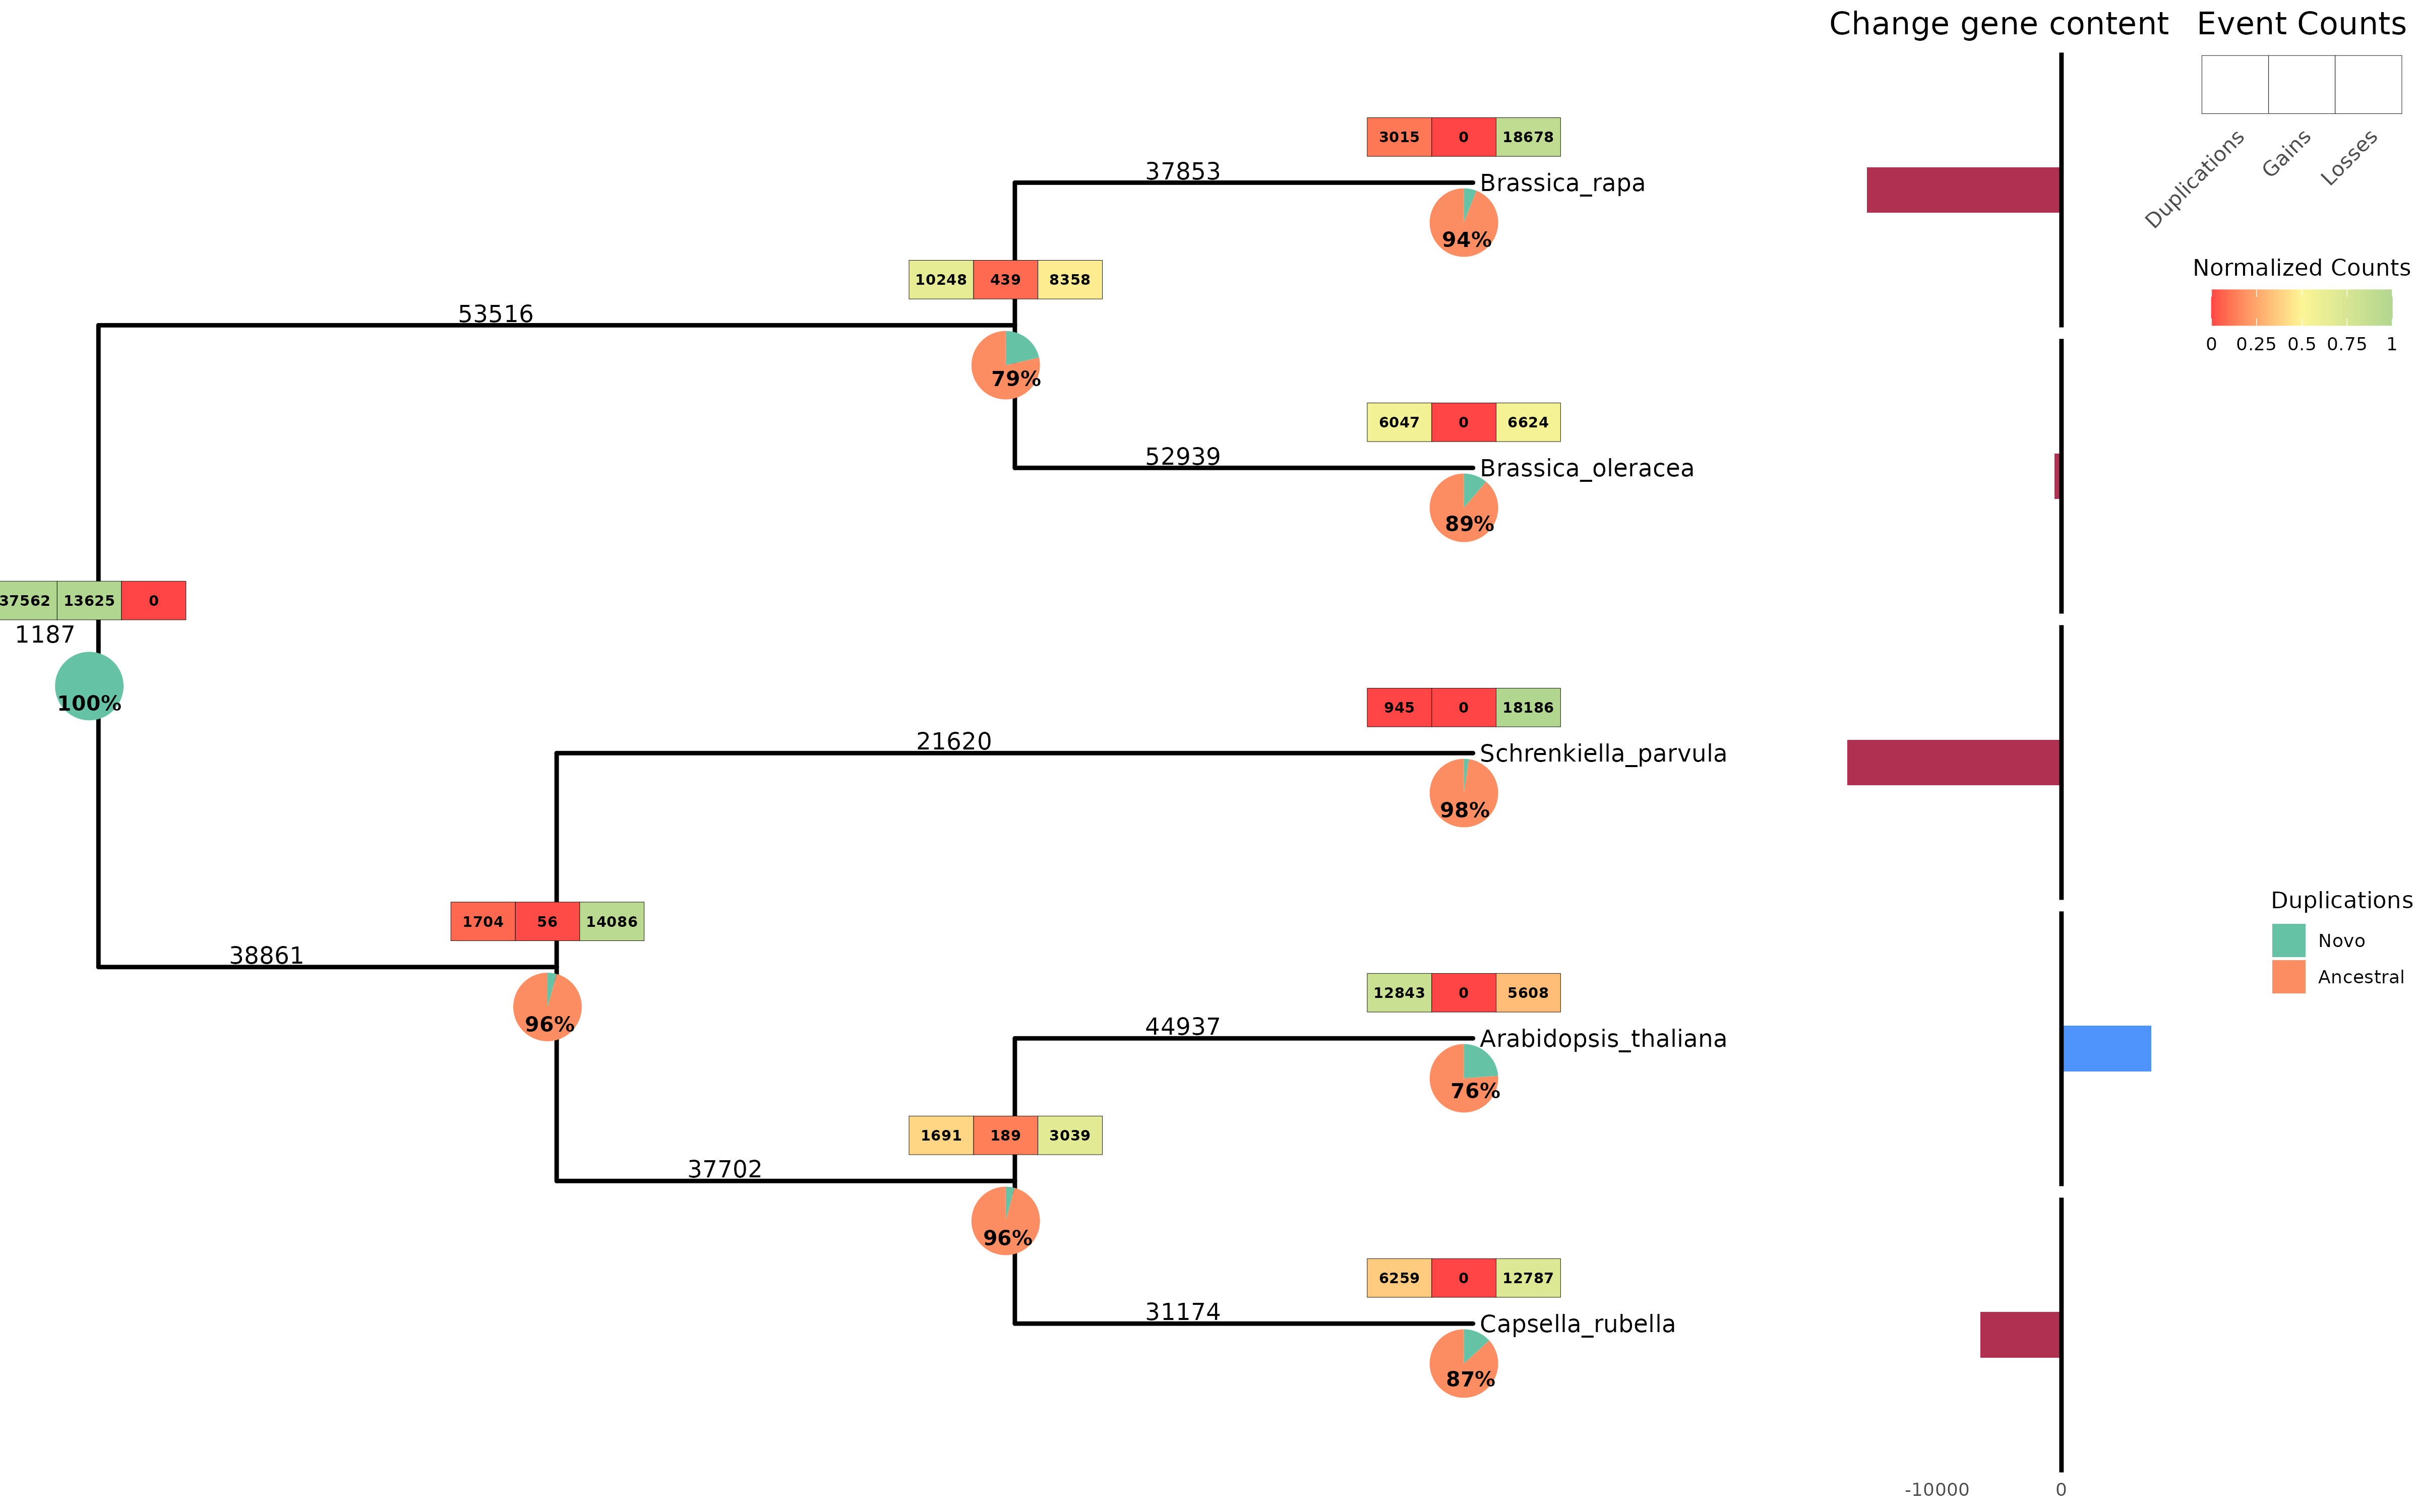 Change gene content
Event Counts
Duplications
Gains
Losses
Normalized Counts
0 0.25 0.5 0.75 1
3015 0 18678
37853
Brassica_rapa
94%
10248 439 8358
53516
79%
6047 0 6624
52939
Brassica_oleracea
89%
37562 13625 0
1187
100%
945 0 18186
21620
Schrenkiella_parvula
98%
Duplications
Novo
Ancestral
1704 56 14086
38861
96%
12843 0 5608
44937
Arabidopsis_thaliana
76%
1691 189 3039
37702
96%
6259 0 12787
31174
Capsella_rubella
87%
-10000 0